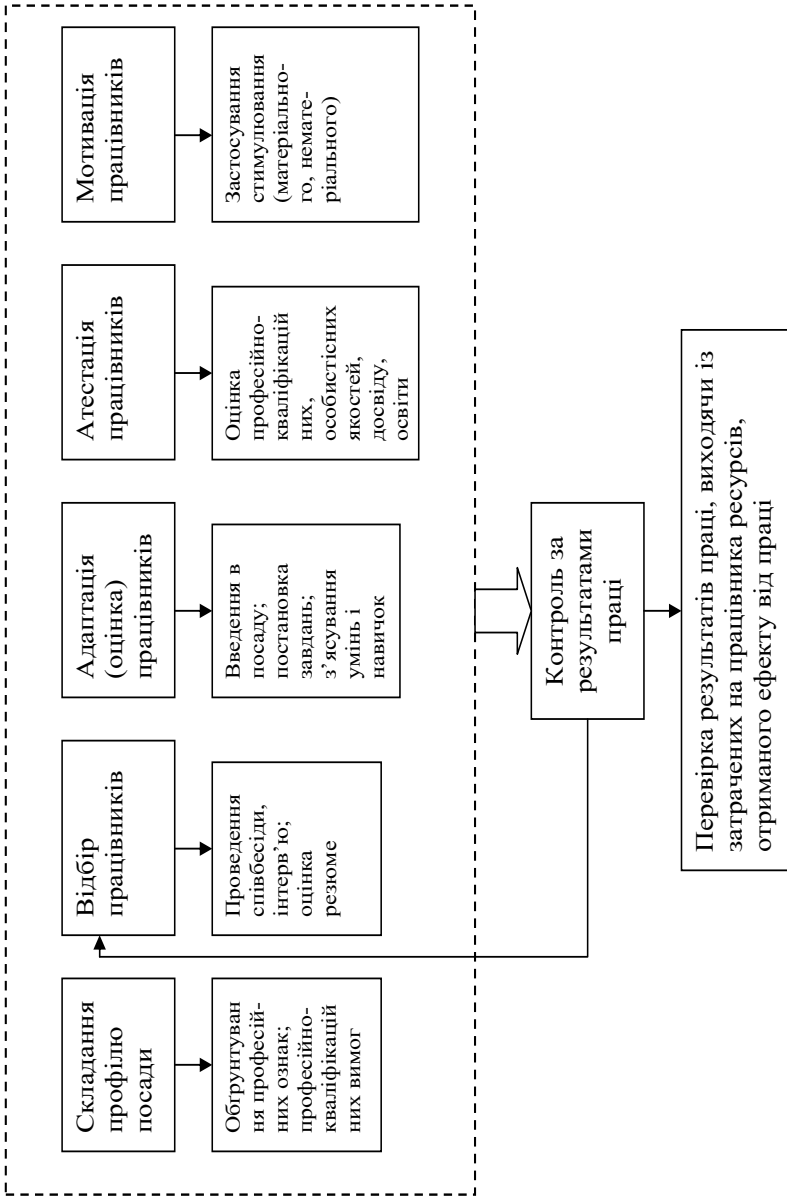 Складання
профілю
посади
Обґрунтуван
ня професій-
них ознак;
професійно-
кваліфікацій
них вимог
Відбір
працівників
Проведення
співбесіди,
інтерв’ю;
оцінка
резюме
Адаптація
(оцінка)
працівників
Введення в
посаду;
постановка
завдань;
з’ясування
умінь і
навичок
Атестація
працівників
Оцінка
професійно-
кваліфікацій
них,
особистісних
якостей,
досвіду,
освіти
Мотивація
працівників
Застосування
стимулювання
(матеріально-
го, немате-
ріального)
Контроль за
результатами
праці
Перевірка результатів праці, виходячи із
затрачених на працівника ресурсів,
отриманого ефекту від праці